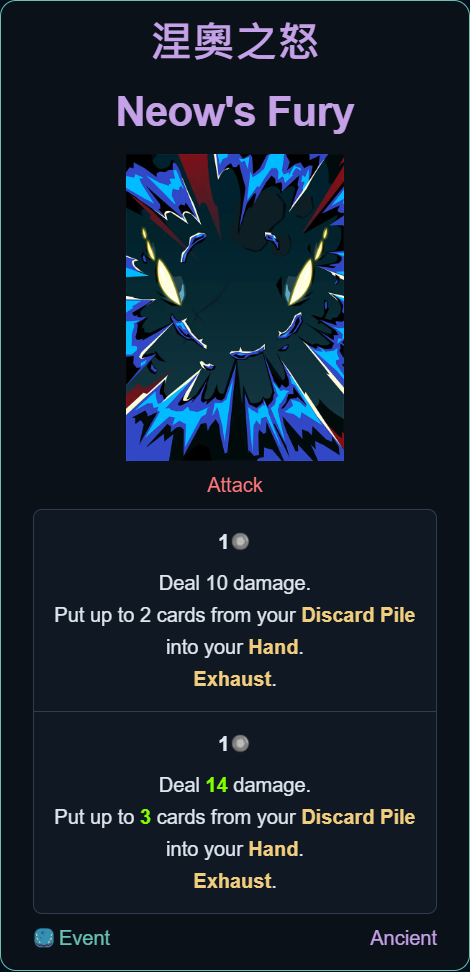 涅奧之怒
Neow's Fury
Attack
1
Deal 10 damage.
Put up to 2 cards from your Discard Pile
into your Hand.
Exhaust.
1
Deal 14 damage.
Put up to 3 cards from your Discard Pile
into your Hand.
Exhaust.
Event
Ancient